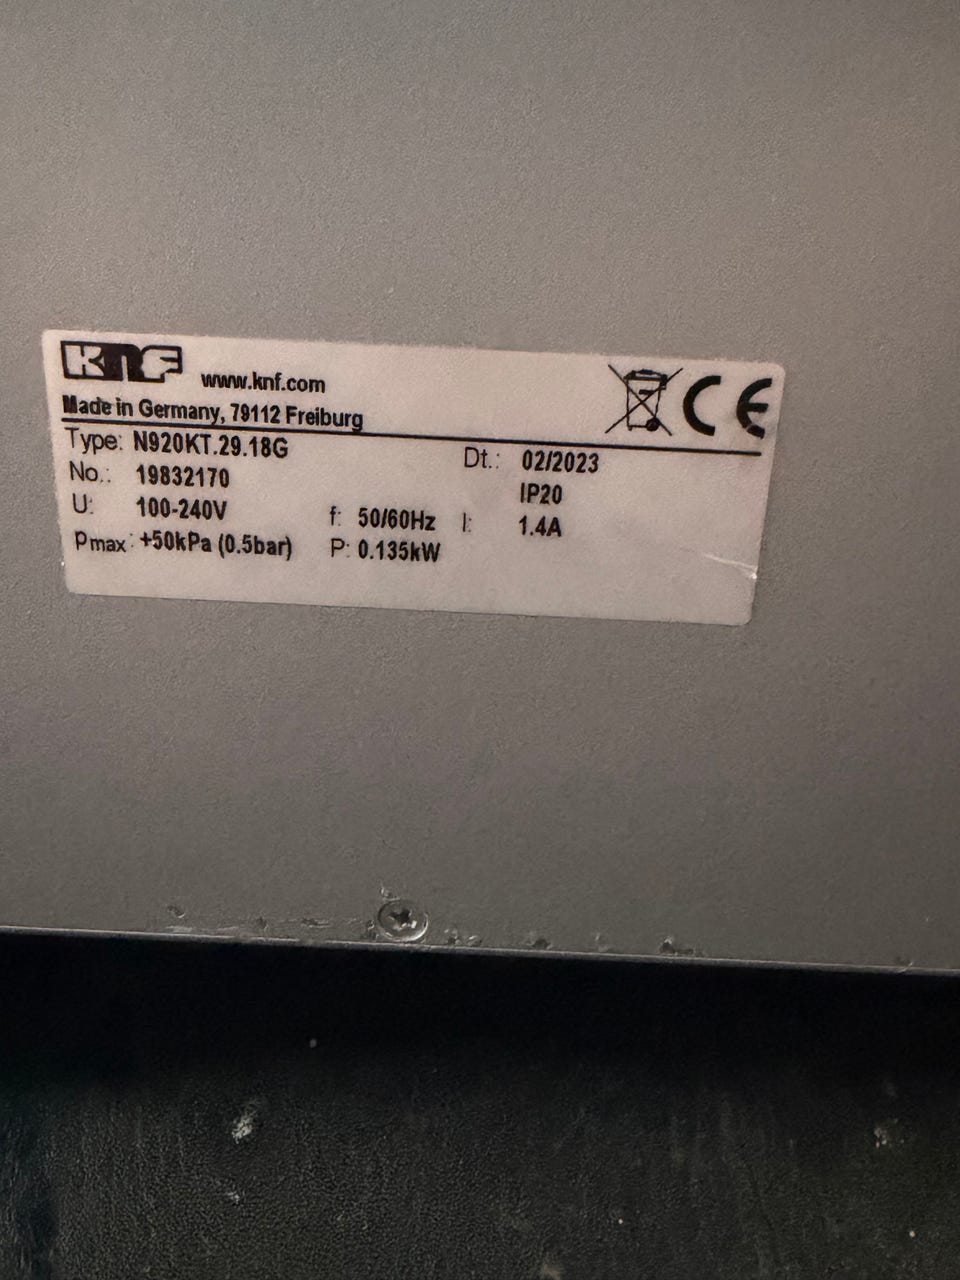 KNF www.knf.com
Made in Germany, 79112 Freiburg
CE
Type: N920KT.29.18G Dt.: 02/2023
No.: 19832170 IP20
U: 100-240V f: 50/60Hz I: 1.4A
Pmax: +50kPa (0.5bar) P: 0.135kW